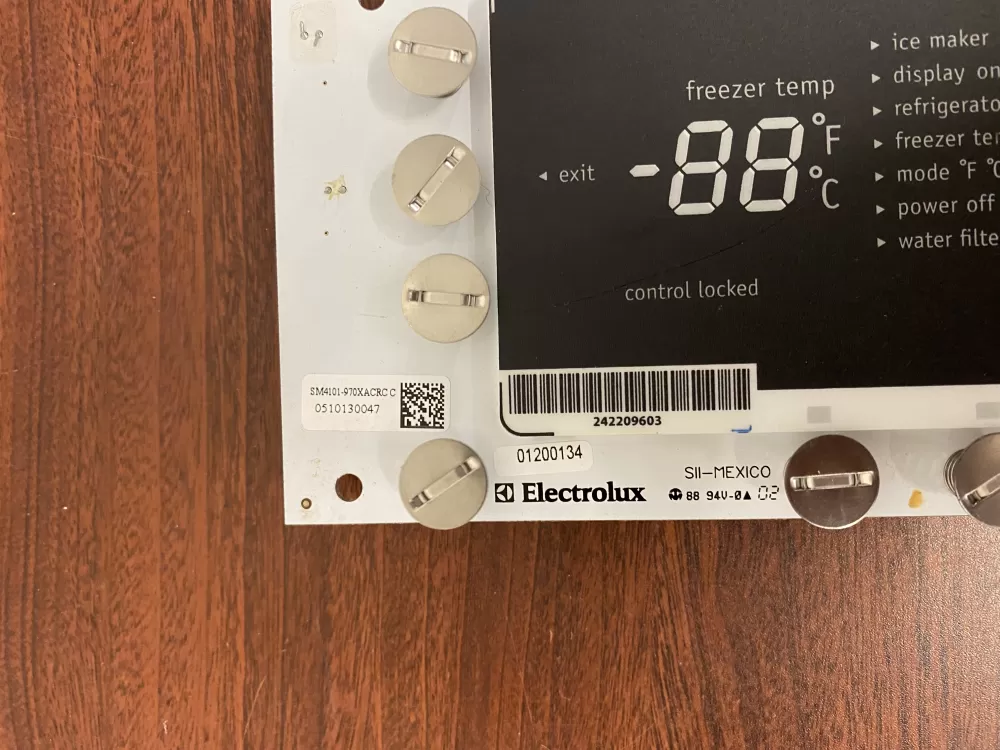 ice maker
display on
refrigerato
freezer ter
mode °F °C
power off
water filte
freezer temp
-88 °F °C
◂ exit
control locked
SM4101-970XACRC C
0510130047
242209603
01200134
SII-MEXICO
Electrolux
88 94V-0▲ 02